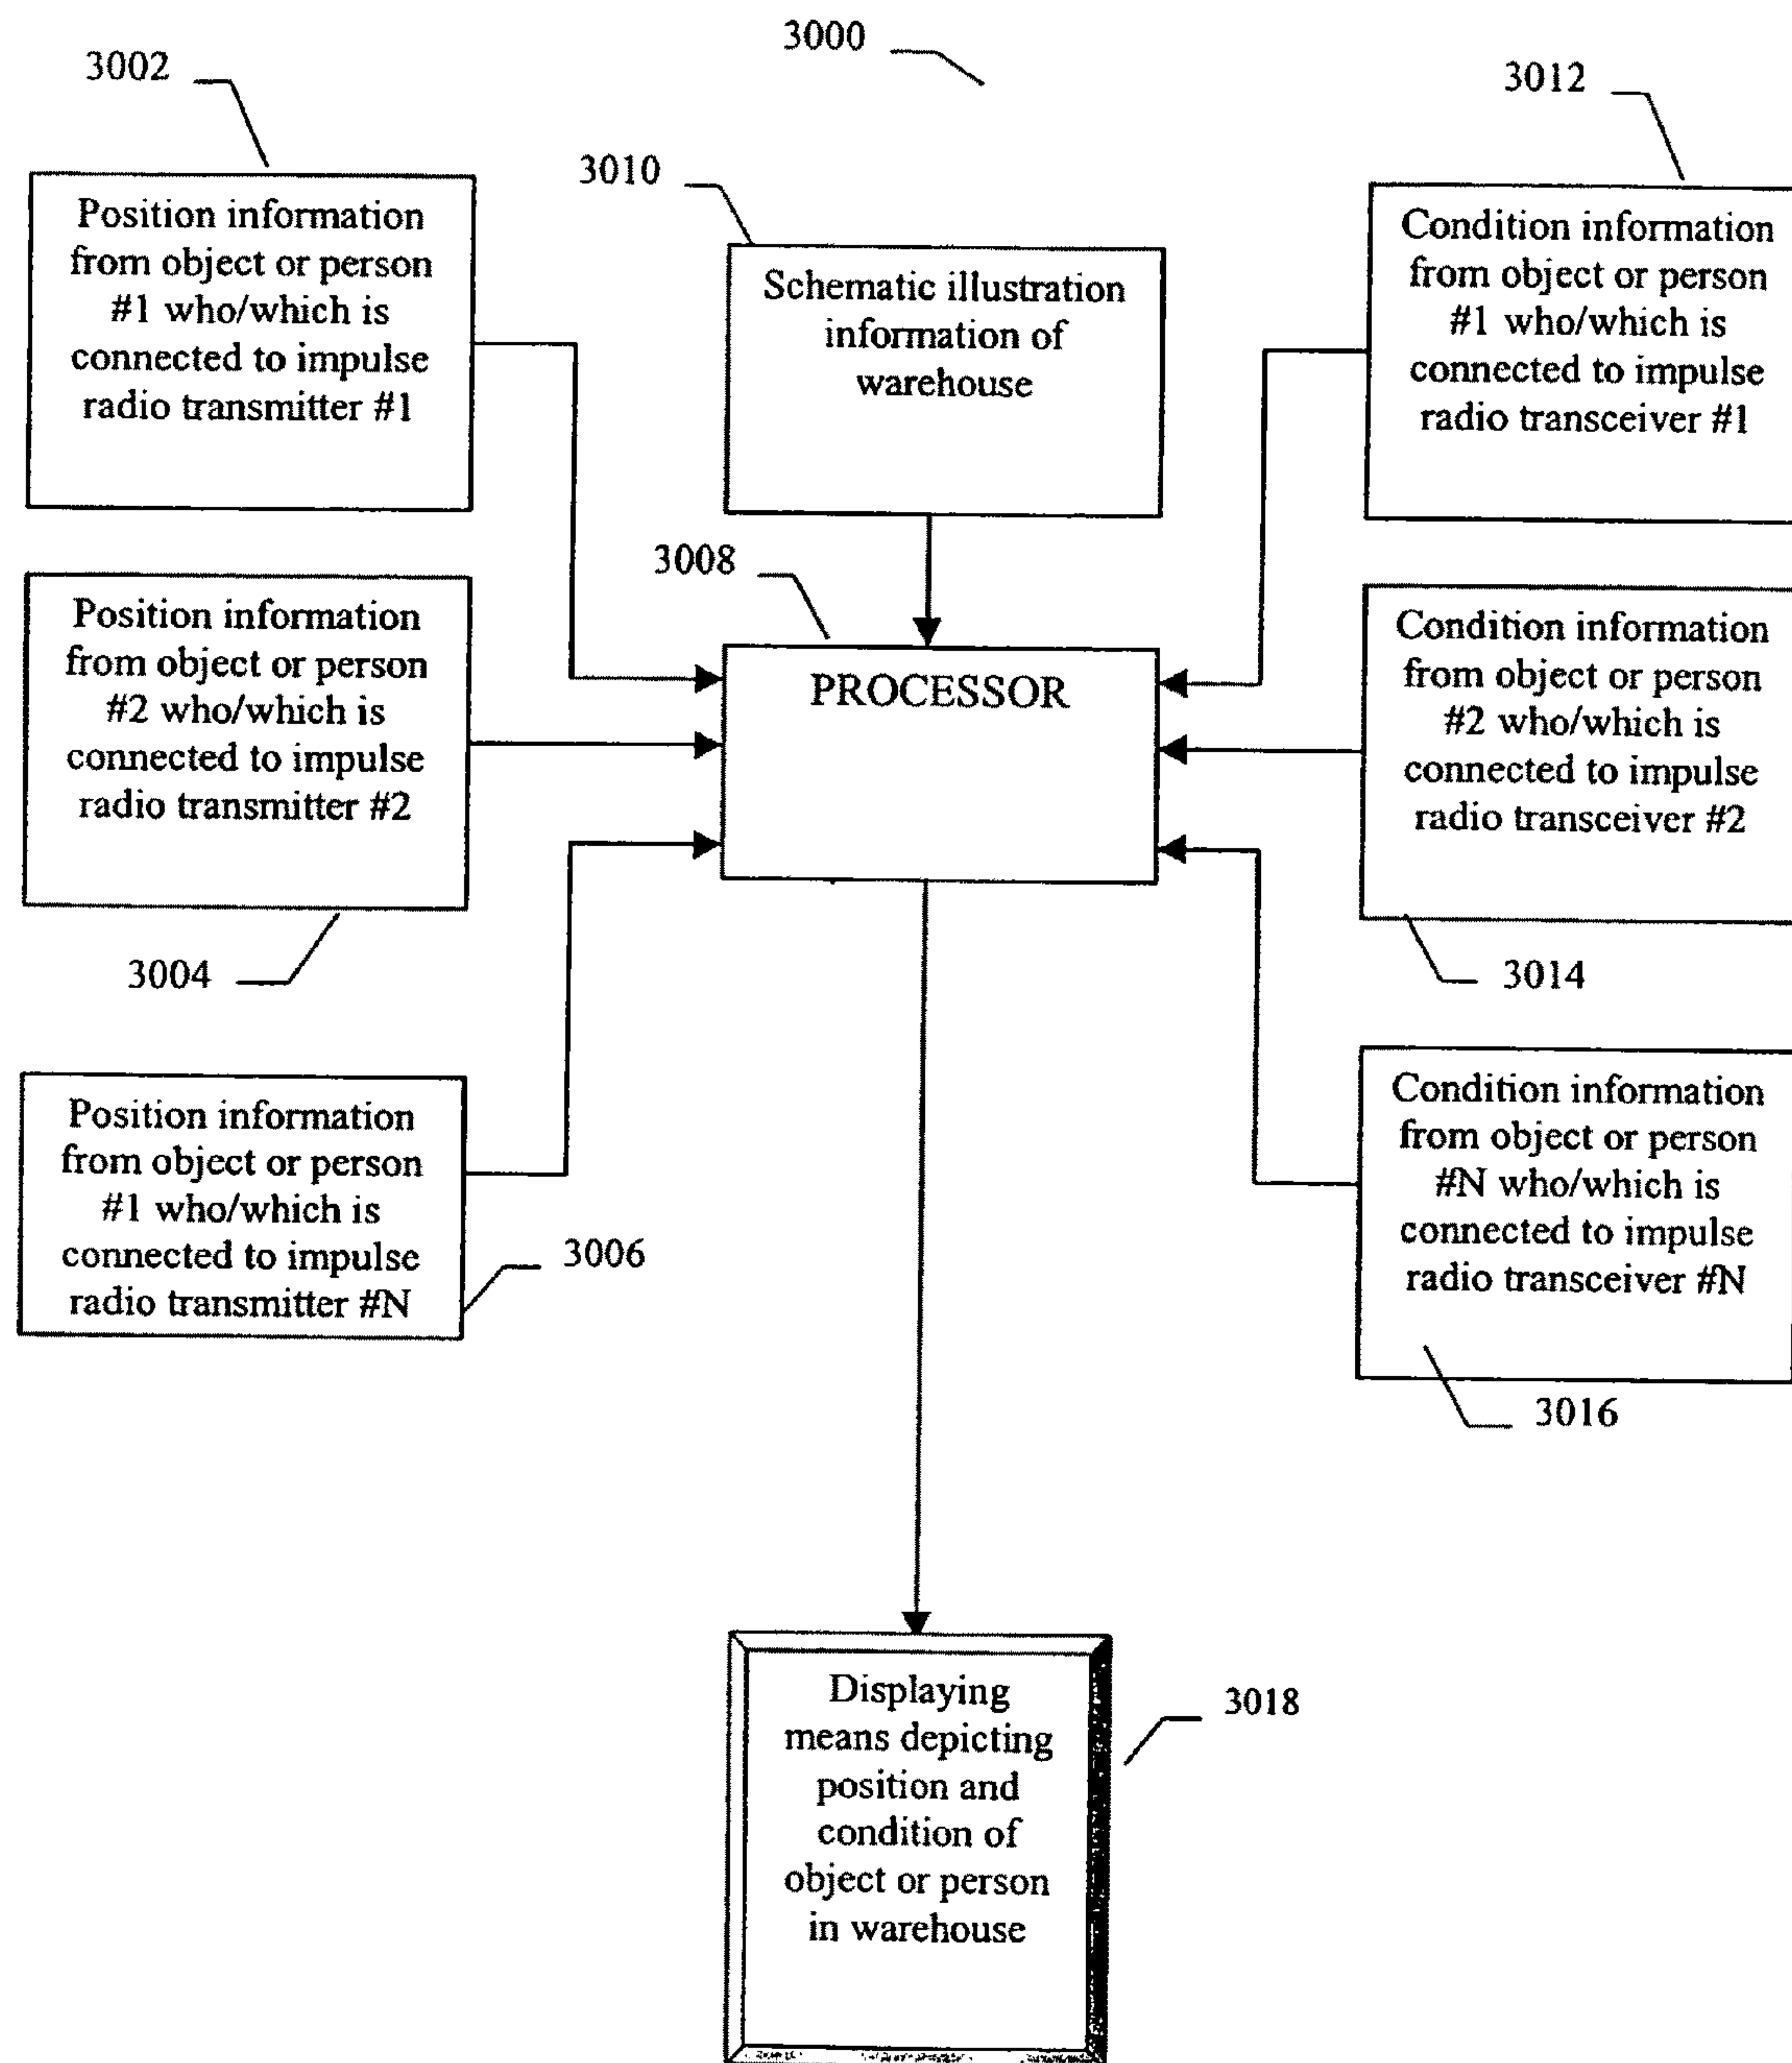 3000
3002
3012
3010
Position information
from object or person
#1 who/which is
connected to impulse
radio transmitter #1
Schematic illustration
information of
warehouse
Condition information
from object or person
#1 who/which is
connected to impulse
radio transceiver #1
3008
Position information
from object or person
#2 who/which is
connected to impulse
radio transmitter #2
PROCESSOR
Condition information
from object or person
#2 who/which is
connected to impulse
radio transceiver #2
3004
3014
Position information
from object or person
#1 who/which is
connected to impulse
radio transmitter #N
3006
Condition information
from object or person
#N who/which is
connected to impulse
radio transceiver #N
3016
Displaying
means depicting
position and
condition of
object or person
in warehouse
3018